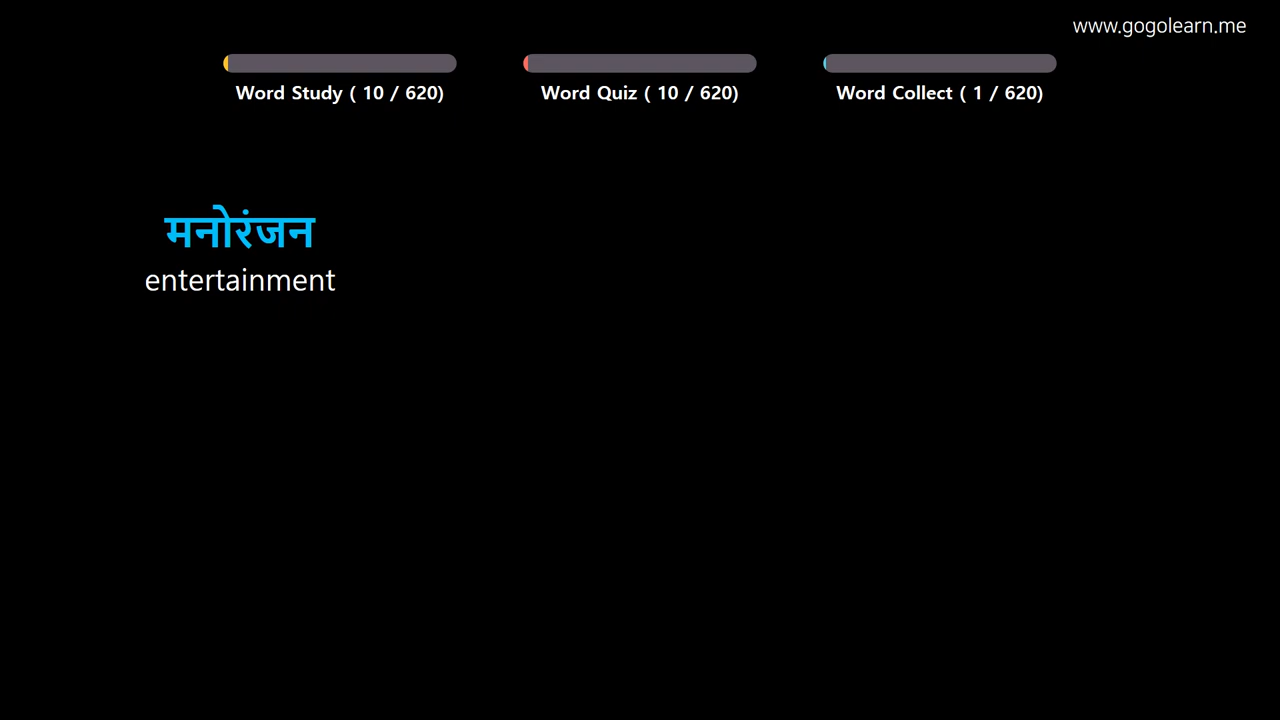 www.gogolearn.me
Word Study ( 10 / 620)
Word Quiz ( 10 / 620)
Word Collect ( 1 / 620)
मनोरंजन
entertainment